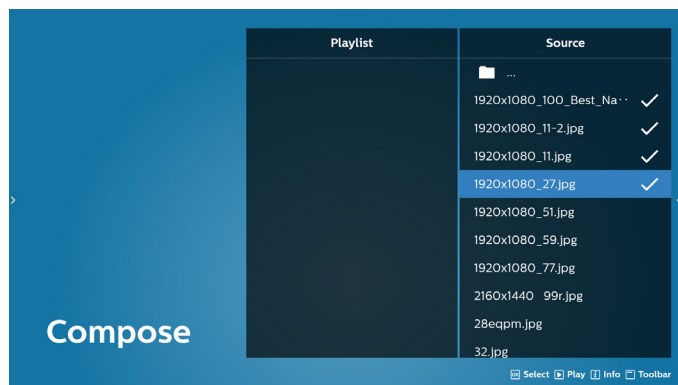 Playlist
Source
...
1920x1080_100_Best_Na··
1920x1080_11-2.jpg
1920x1080_11.jpg
1920x1080_27.jpg
1920x1080_51.jpg
1920x1080_59.jpg
1920x1080_77.jpg
2160x1440 99r.jpg
28eqpm.jpg
32.jpg
Compose
OK Select Play i Info Toolbar